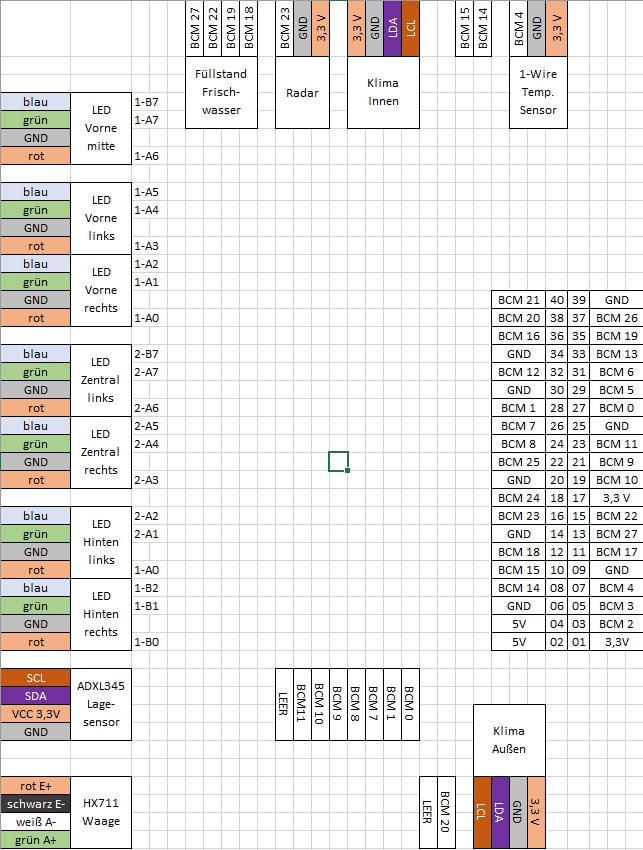 BCM 27
BCM 22
BCM 19
BCM 18
Füllstand
Frisch-
wasser
BCM 23
GND
3,3 V
Radar
3,3 V
GND
LDA
LCL
Klima
Innen
BCM 15
BCM 14
BCM 4
GND
3,3 V
1-Wire
Temp.
Sensor
blau
grün
GND
rot
LED
Vorne
mitte
1-B7
1-A7
1-A6
blau
grün
GND
rot
LED
Vorne
links
1-A5
1-A4
1-A3
blau
grün
GND
rot
LED
Vorne
rechts
1-A2
1-A1
1-A0
blau
grün
GND
rot
LED
Zentral
links
2-B7
2-A7
2-A6
blau
grün
GND
rot
LED
Zentral
rechts
2-A5
2-A4
2-A3
blau
grün
GND
rot
LED
Hinten
links
2-A2
2-A1
1-A0
blau
grün
GND
rot
LED
Hinten
rechts
1-B2
1-B1
1-B0
BCM 21 40 39 GND
BCM 20 38 37 BCM 26
BCM 16 36 35 BCM 19
GND 34 33 BCM 13
BCM 12 32 31 BCM 6
GND 30 29 BCM 5
BCM 1 28 27 BCM 0
BCM 7 26 25 GND
BCM 8 24 23 BCM 11
BCM 25 22 21 BCM 9
GND 20 19 BCM 10
BCM 24 18 17 3,3 V
BCM 23 16 15 BCM 22
GND 14 13 BCM 27
BCM 18 12 11 BCM 17
BCM 15 10 09 GND
BCM 14 08 07 BCM 4
GND 06 05 BCM 3
5V 04 03 BCM 2
5V 02 01 3,3V
SCL
SDA
VCC 3,3V
GND
ADXL345
Lage-
sensor
LEER
BCM11
BCM 10
BCM 9
BCM 8
BCM 7
BCM 1
BCM 0
Klima
Außen
LCL
LDA
GND
3,3 V
LEER
BCM 20
rot E+
schwarz E-
weiß A-
grün A+
HX711
Waage